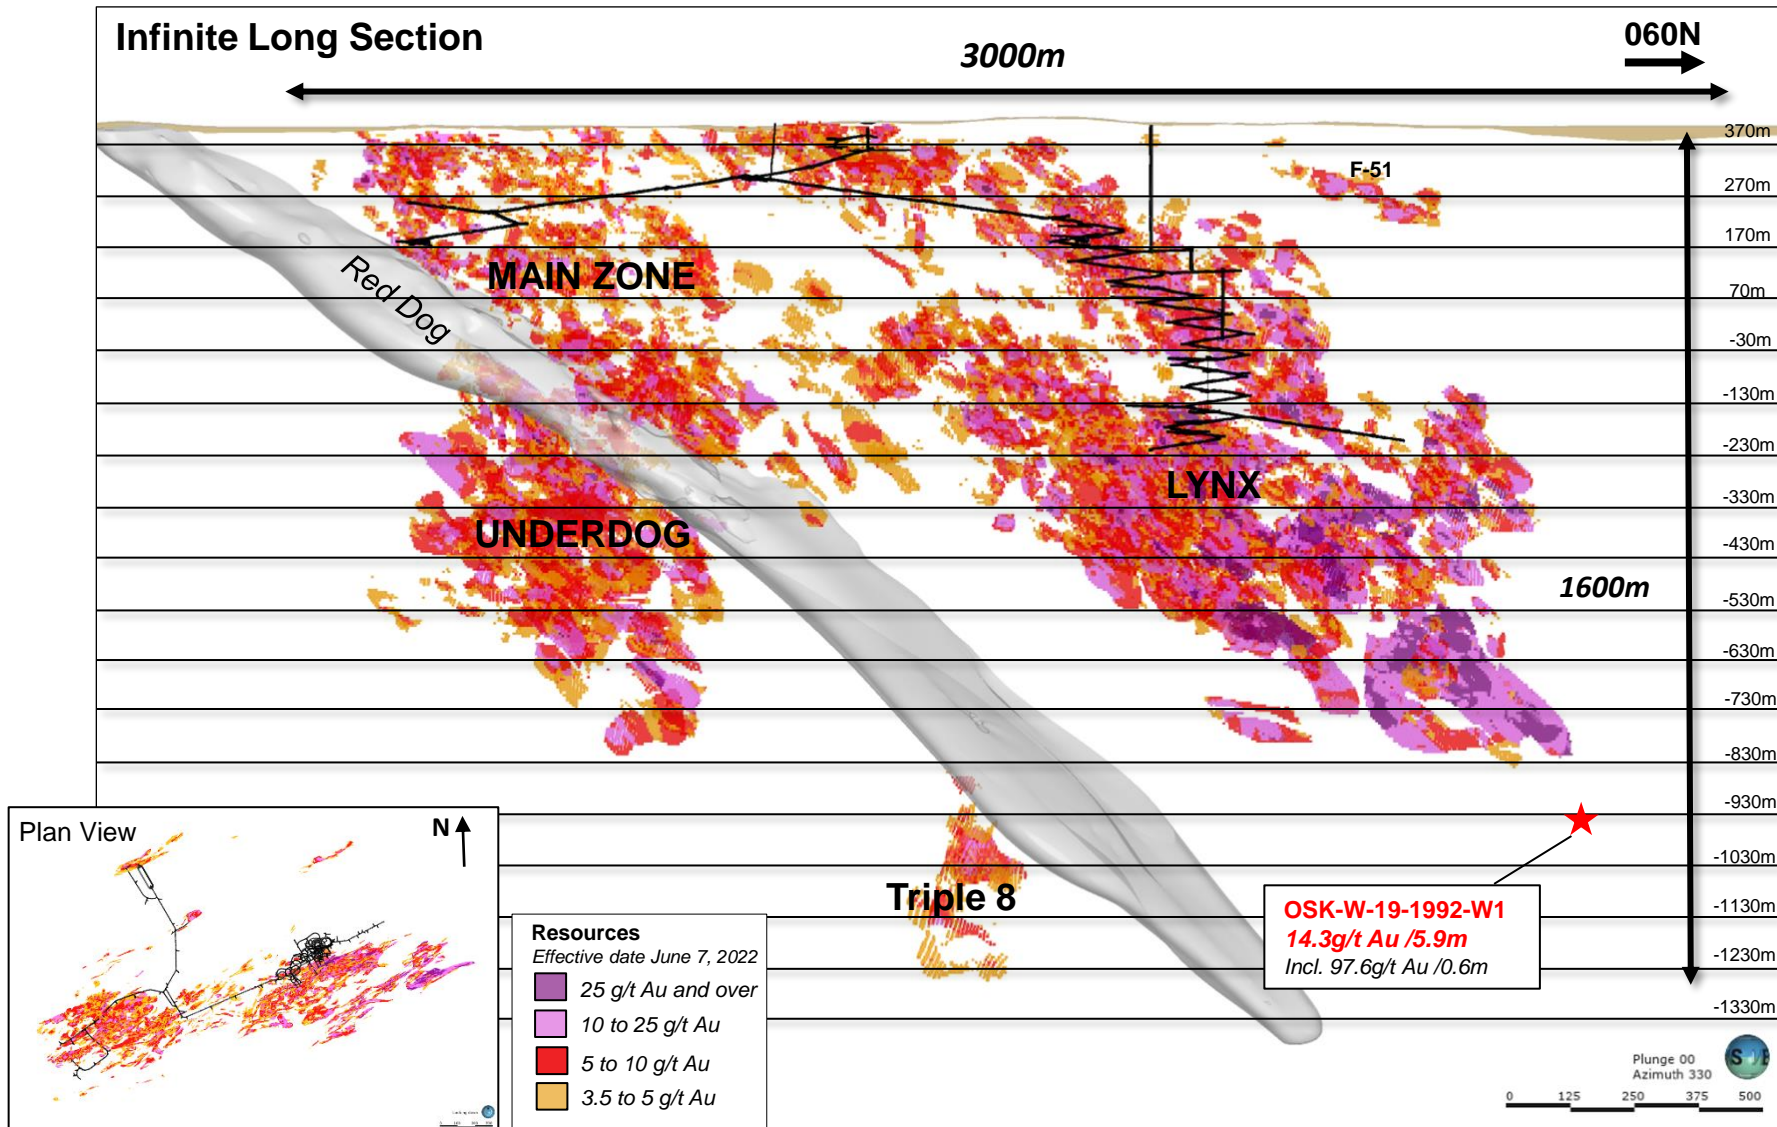 Infinite Long Section
3000m
060N
370m
F-51
270m
170m
MAIN ZONE
Red Dog
70m
-30m
-130m
-230m
LYNX
-330m
UNDERDOG
-430m
1600m
-530m
-630m
-730m
-830m
-930m
-1030m
Triple 8
-1130m
-1230m
-1330m
OSK-W-19-1992-W1
14.3g/t Au /5.9m
Incl. 97.6g/t Au /0.6m
Plan View
N
Resources
Effective date June 7, 2022
25 g/t Au and over
10 to 25 g/t Au
5 to 10 g/t Au
3.5 to 5 g/t Au
Plunge 00
Azimuth 330
0 125 250 375 500